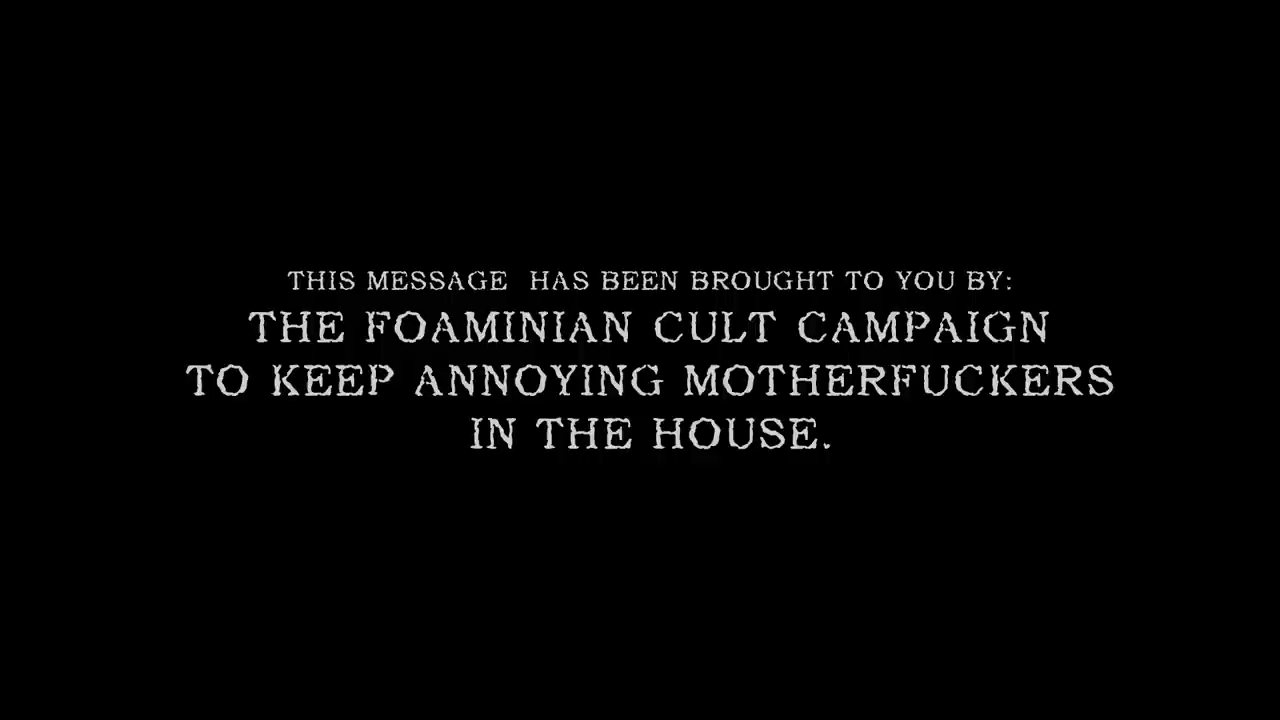 THIS MESSAGE  HAS BEEN BROUGHT TO YOU BY:
THE FOAMINIAN CULT CAMPAIGN
TO KEEP ANNOYING MOTHERFUCKERS
IN THE HOUSE.